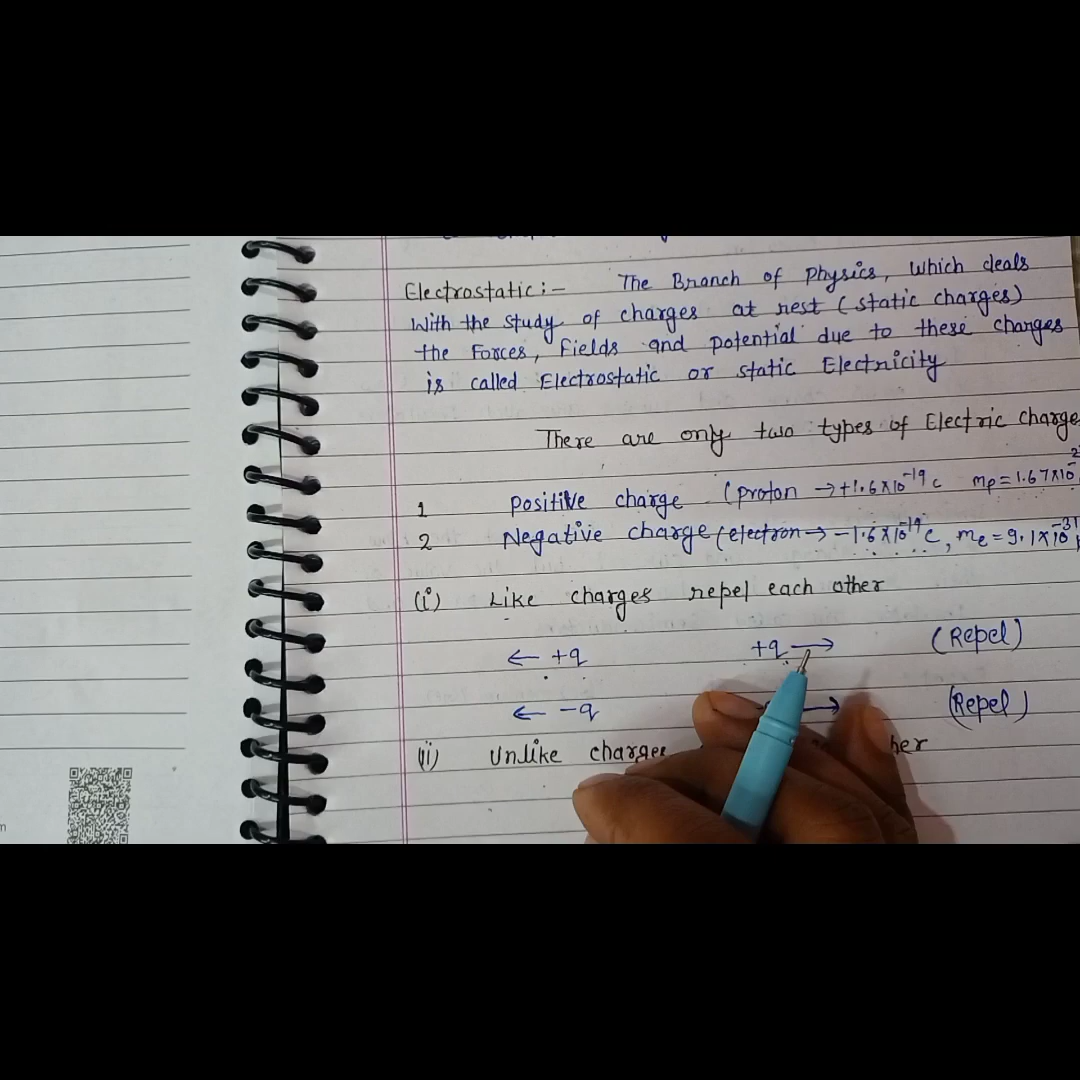 Electrostatic:- The Branch of Physics, Which deals
With the study of charges at rest (static charges)
the Forces, Fields and potential due to these charges
is called Electrostatic or static Electricity
There are only two types of Electric charge
1 Positive charge (proton → +1.6×10⁻¹⁹ C mp = 1.67×10
2 Negative charge (electron → -1.6×10⁻¹⁹ C, me = 9.1×10⁻³¹
(i) Like charges repel each other
← +q +q → (Repel)
← -q → (Repel)
(ii) Unlike charges